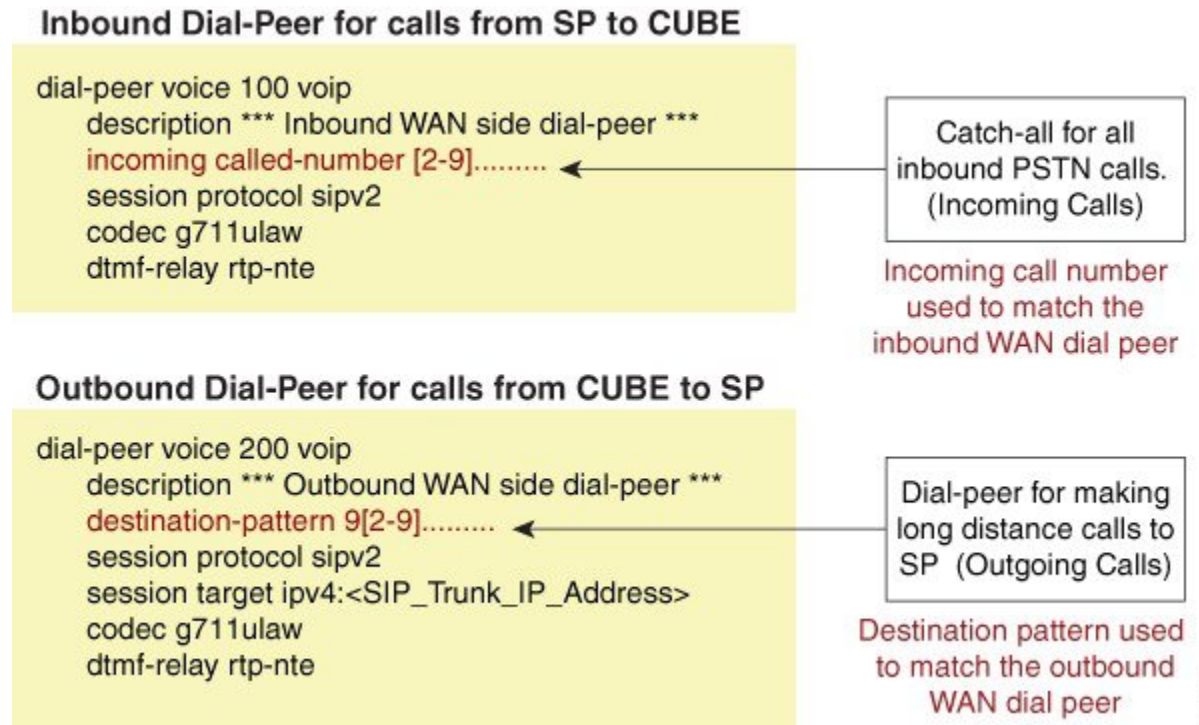 Inbound Dial-Peer for calls from SP to CUBE
dial-peer voice 100 voip
description *** Inbound WAN side dial-peer ***
incoming called-number [2-9].........
session protocol sipv2
codec g711ulaw
dtmf-relay rtp-nte
Catch-all for all
inbound PSTN calls.
(Incoming Calls)
Incoming call number
used to match the
inbound WAN dial peer
Outbound Dial-Peer for calls from CUBE to SP
dial-peer voice 200 voip
description *** Outbound WAN side dial-peer ***
destination-pattern 9[2-9].........
session protocol sipv2
session target ipv4:<SIP_Trunk_IP_Address>
codec g711ulaw
dtmf-relay rtp-nte
Dial-peer for making
long distance calls to
SP (Outgoing Calls)
Destination pattern used
to match the outbound
WAN dial peer